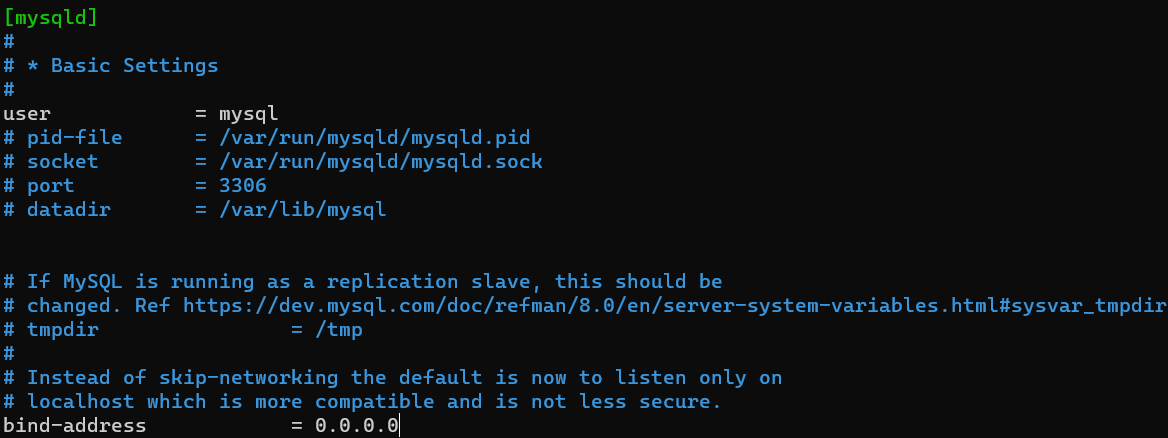 [mysqld]
#
# * Basic Settings
#
user            = mysql
# pid-file      = /var/run/mysqld/mysqld.pid
# socket        = /var/run/mysqld/mysqld.sock
# port          = 3306
# datadir       = /var/lib/mysql
# If MySQL is running as a replication slave, this should be
# changed. Ref https://dev.mysql.com/doc/refman/8.0/en/server-system-variables.html#sysvar_tmpdir
# tmpdir                = /tmp
#
# Instead of skip-networking the default is now to listen only on
# localhost which is more compatible and is not less secure.
bind-address            = 0.0.0.0